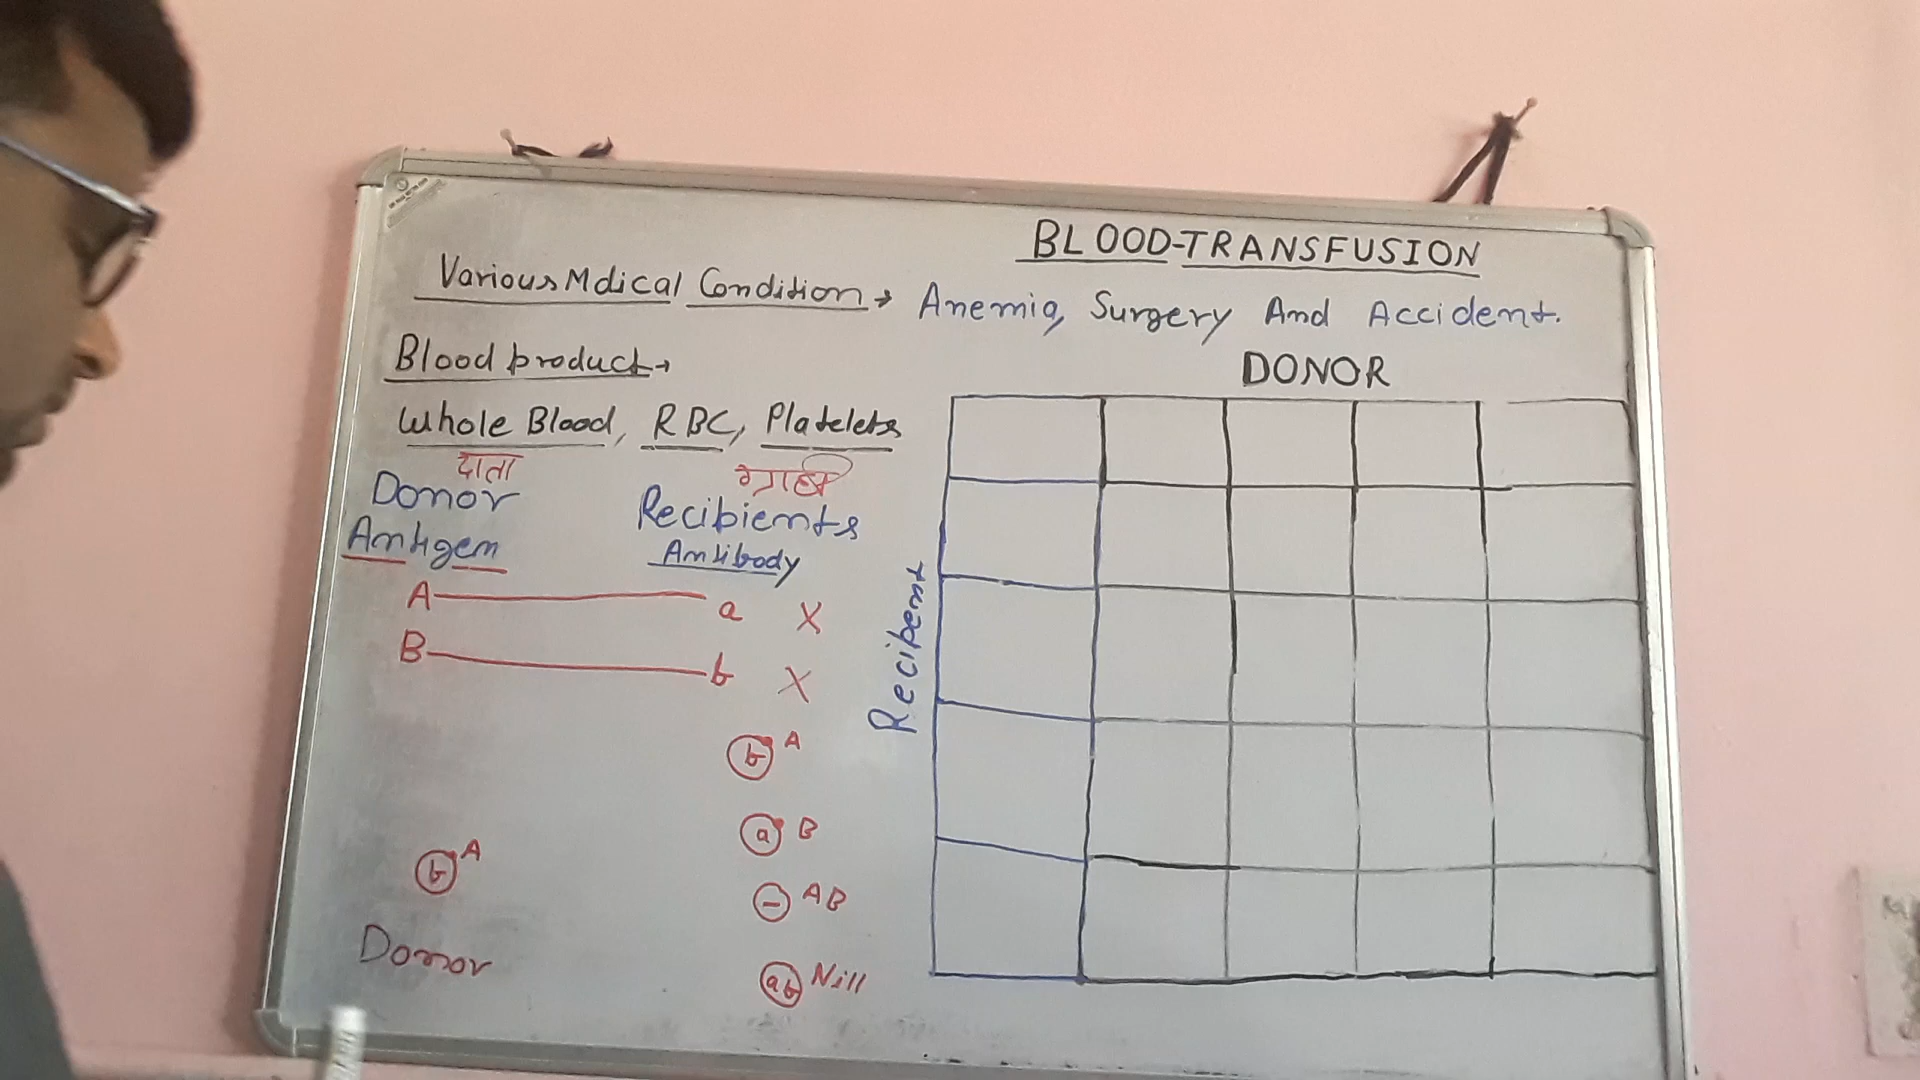 BLOOD-TRANSFUSION
Various Mdical Condition → Anemia, Surgery And Accident.
Blood product →
Whole Blood, RBC, Platelets
दाता
Donor Recibients
Antigen Antibody
A a X
B b X
b A
a B
- AB
ab Nill
b A
Donor
DONOR
Recibent